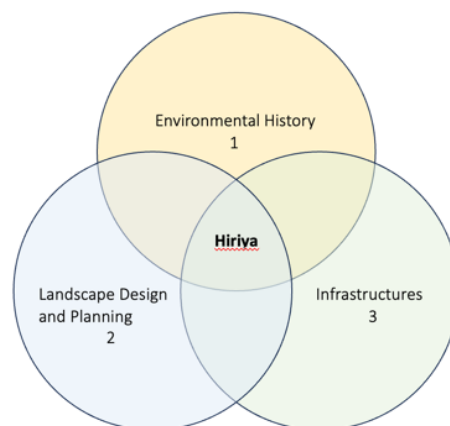 Environmental History
1
Hiriya
Landscape Design
and Planning
2
Infrastructures
3